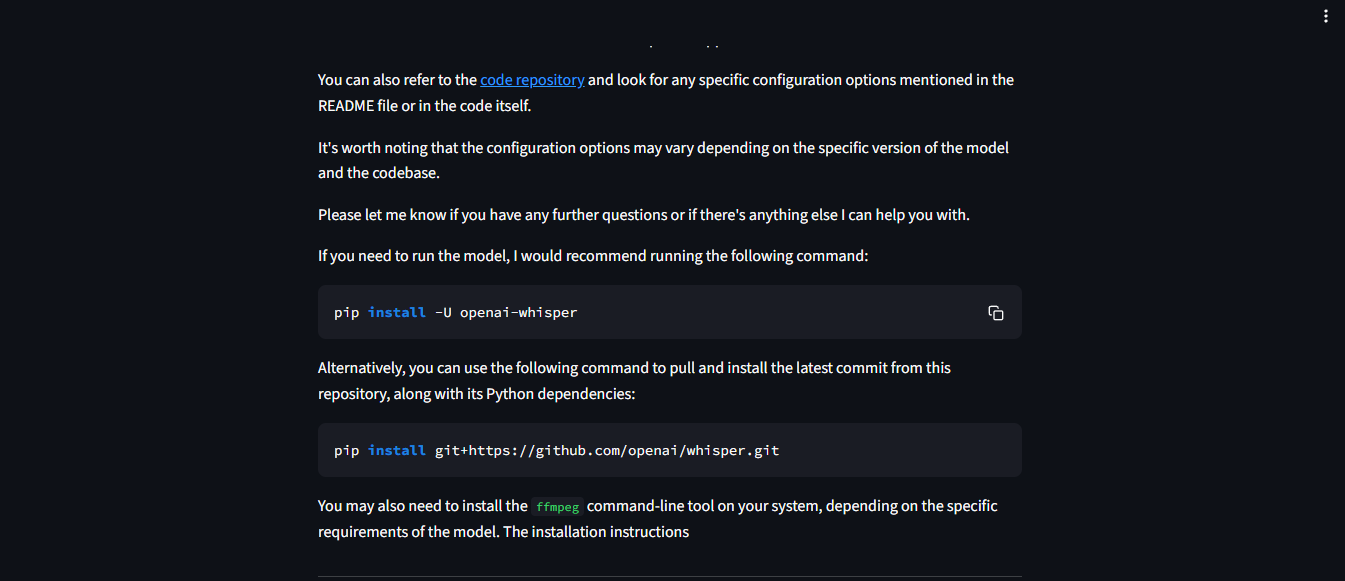 You can also refer to the code repository and look for any specific configuration options mentioned in the
README file or in the code itself.
It's worth noting that the configuration options may vary depending on the specific version of the model
and the codebase.
Please let me know if you have any further questions or if there's anything else I can help you with.
If you need to run the model, I would recommend running the following command:
pip install -U openai-whisper
Alternatively, you can use the following command to pull and install the latest commit from this
repository, along with its Python dependencies:
pip install git+https://github.com/openai/whisper.git
You may also need to install the ffmpeg command-line tool on your system, depending on the specific
requirements of the model. The installation instructions